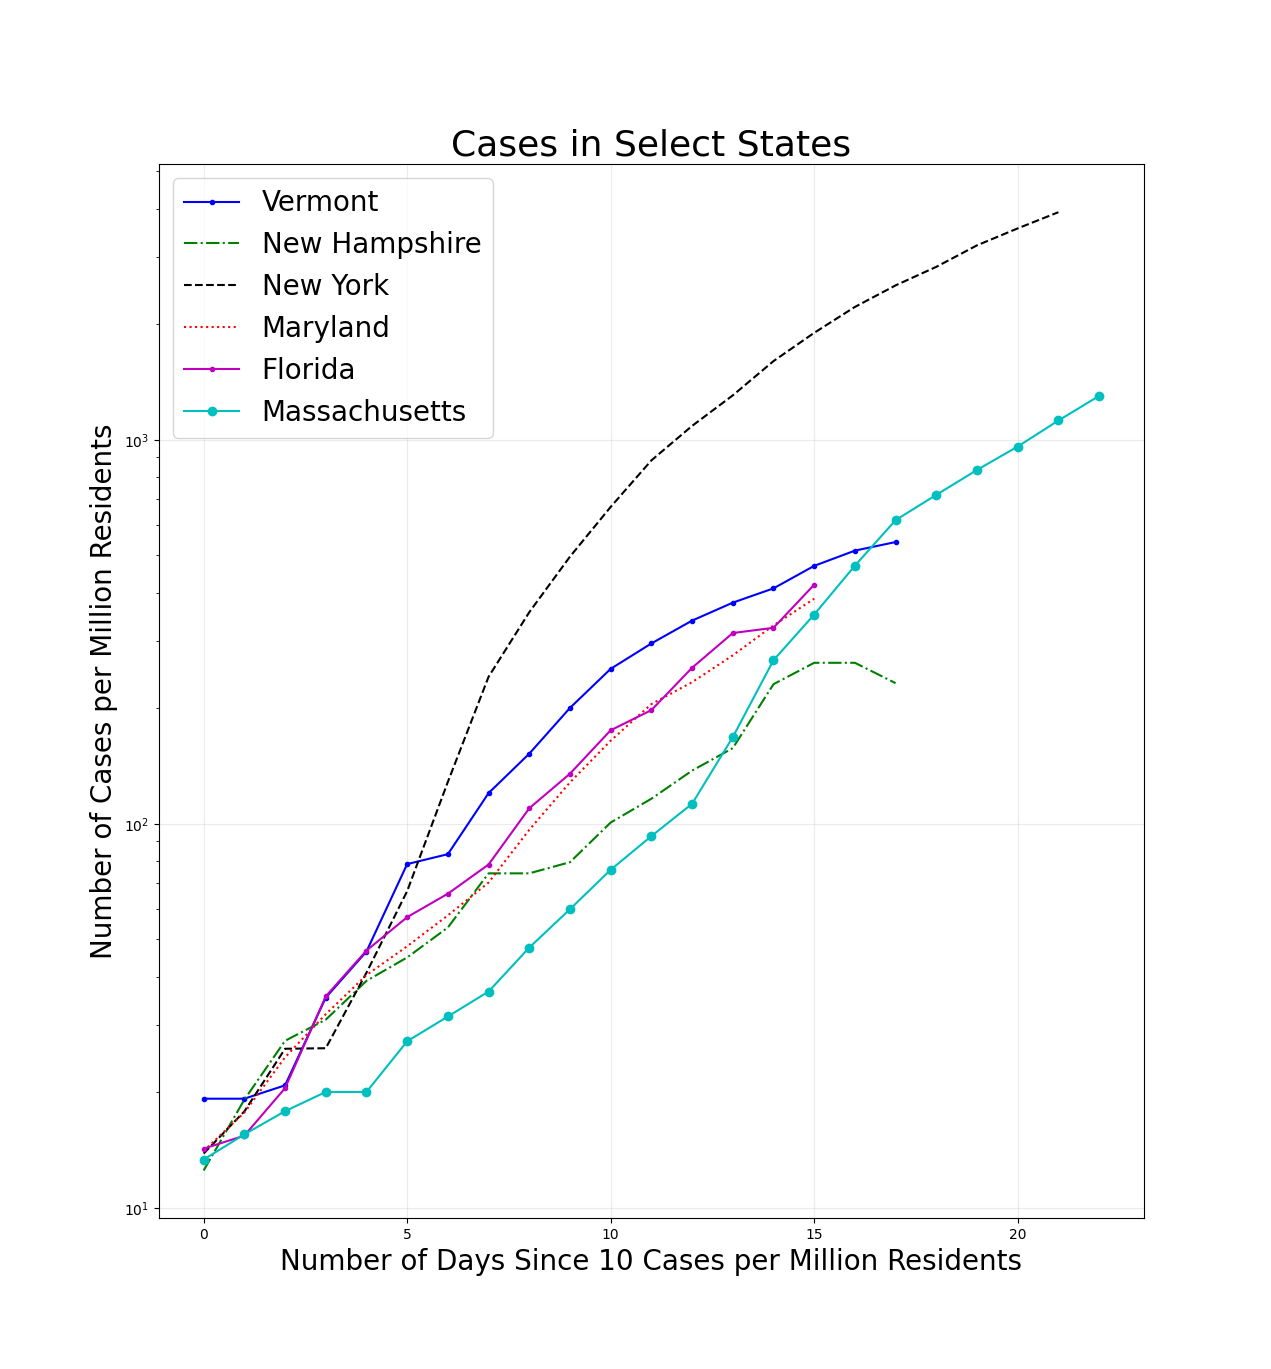 Cases in Select States
Vermont
New Hampshire
New York
Maryland
Florida
Massachusetts
Number of Cases per Million Residents
10³
10²
10¹
0 5 10 15 20
Number of Days Since 10 Cases per Million Residents